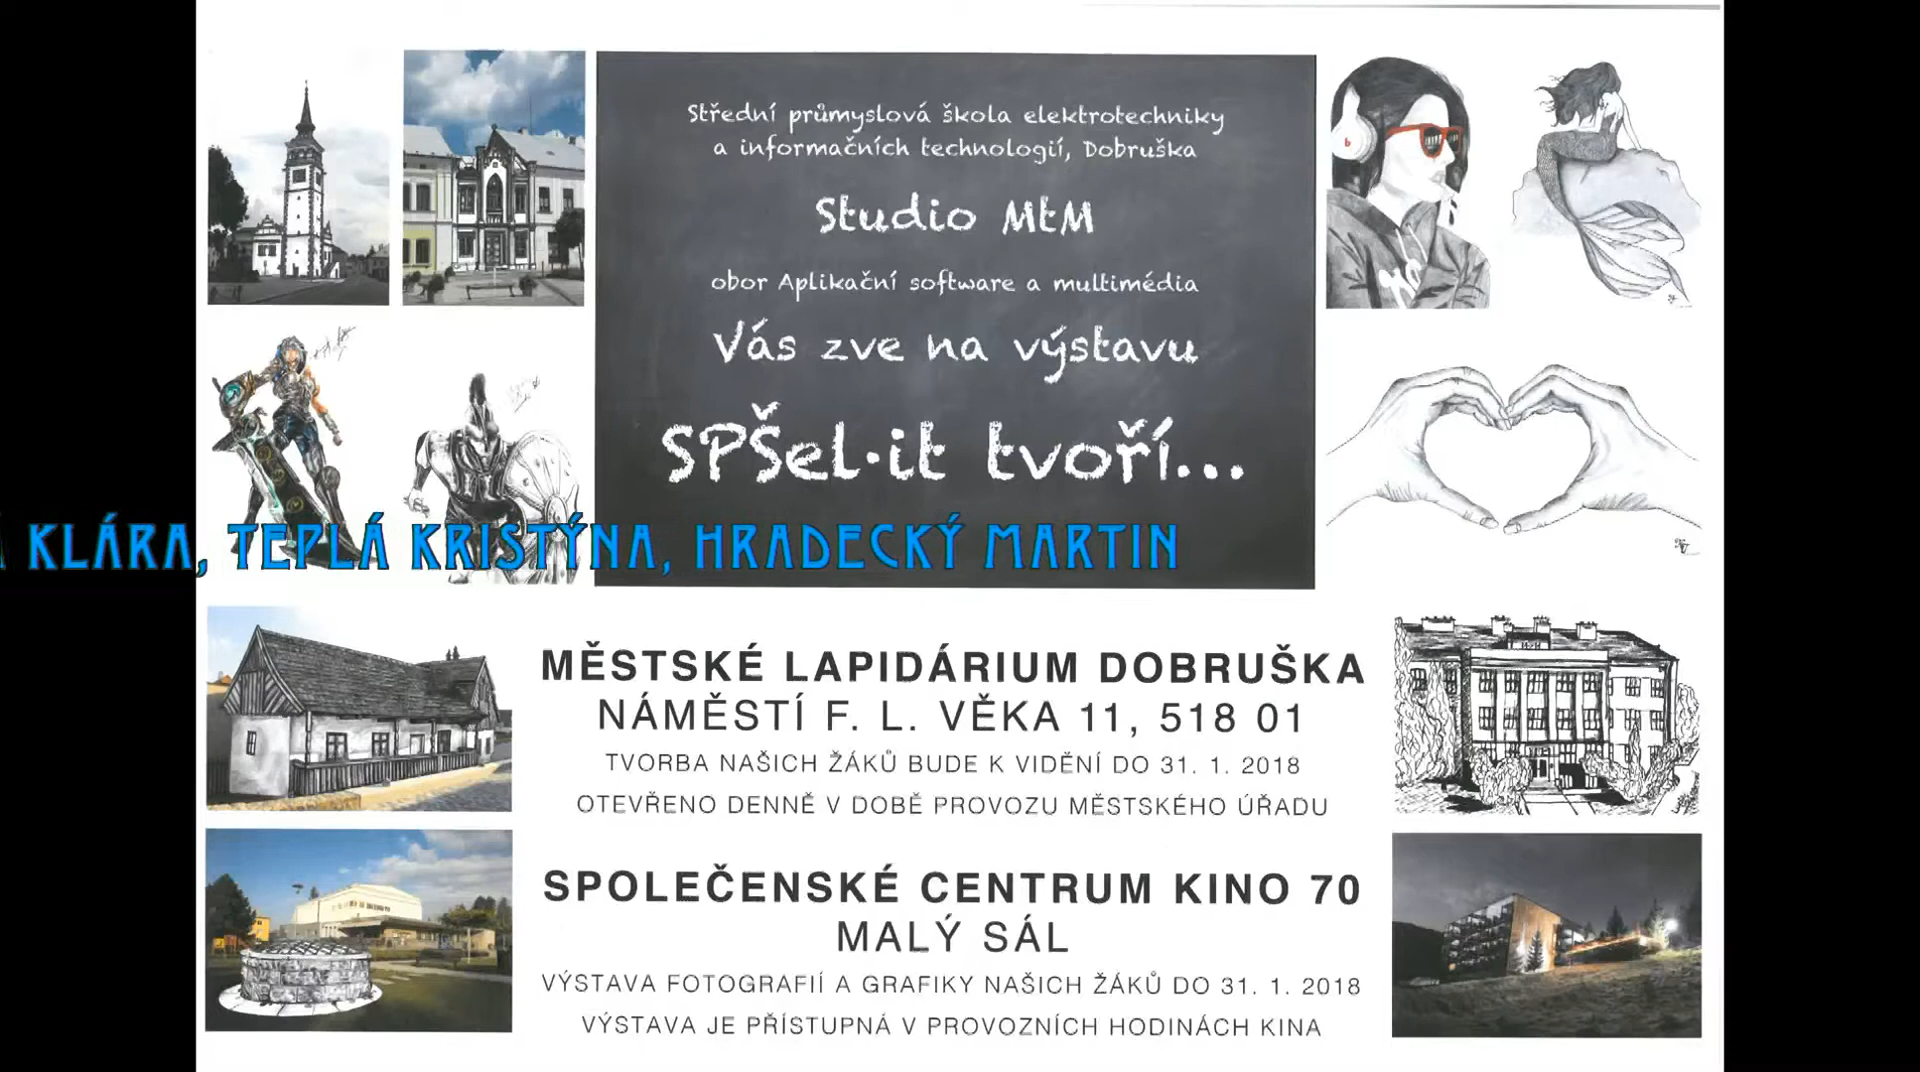 Střední průmyslová škola elektrotechniky
a informačních technologií, Dobruška
Studio MtM
obor Aplikační software a multimédia
Vás zve na výstavu
SPŠel·it tvoří...
KLÁRA, TEPLÁ KRISTÝNA, HRADECKÝ MARTIN
MĚSTSKÉ LAPIDÁRIUM DOBRUŠKA
NÁMĚSTÍ F. L. VĚKA 11, 518 01
TVORBA NAŠICH ŽÁKŮ BUDE K VIDĚNÍ DO 31. 1. 2018
OTEVŘENO DENNĚ V DOBĚ PROVOZU MĚSTSKÉHO ÚŘADU
SPOLEČENSKÉ CENTRUM KINO 70
MALÝ SÁL
VÝSTAVA FOTOGRAFIÍ A GRAFIKY NAŠICH ŽÁKŮ DO 31. 1. 2018
VÝSTAVA JE PŘÍSTUPNÁ V PROVOZNÍCH HODINÁCH KINA